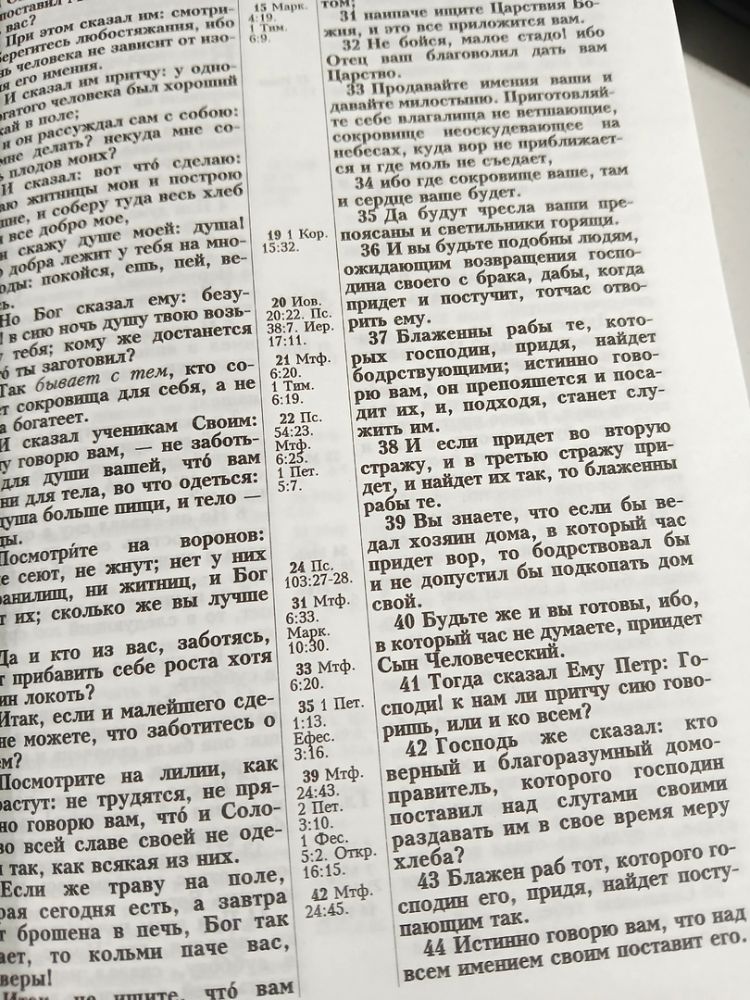 поставил
вас?
При этом сказал им: смотри-
берегитесь любостяжания, ибо
человека не зависит от изо-
его имения.
И сказал им притчу: у одно-
богатого человека был хороший
в поле;
и он рассуждал сам с собою:
мне делать? некуда мне со-
плодов моих?
И сказал: вот что́ сделаю:
житницы мои и построю
и соберу туда весь хлеб
все добро мое,
скажу душе моей: душа!
добра лежит у тебя на мно-
покойся, ешь, пей, ве-
Но Бог сказал ему: безу-
в сию ночь душу твою возь-
тебя; кому же достанется
ты заготовил?
Так бывает с тем, кто со-
сокровища для себя, а не
богатеет.
И сказал ученикам Своим:
говорю вам, — не заботь-
для души вашей, что́ вам
ни для тела, во что одеться:
душа больше пищи, и тело —
Посмотри́те на воронов:
сеют, не жнут; нет у них
ни житниц, и Бог
их; сколько же вы лучше
Да и кто из вас, заботясь,
прибавить себе роста хотя
локоть?
Итак, если и малейшего сде-
не можете, что заботитесь о
Посмотрите на лилии, как
растут: не трудятся, не пря-
но говорю вам, что́ и Соло-
во всей славе своей не оде-
так, как всякая из них.
Если же траву на поле,
сегодня есть, а завтра
брошена в печь, Бог так
то кольми паче вас,
Итак, не ищите, что́ вам
15 Марк.
4:19.
1 Тим.
6:9.
19 1 Кор.
15:32.
20 Иов.
20:22. Пс.
38:7. Иер.
17:11.
21 Мтф.
6:20.
1 Тим.
6:19.
22 Пс.
54:23.
Мтф.
6:25.
1 Пет.
5:7.
24 Пс.
103:27-28.
31 Мтф.
6:33.
Марк.
10:30.
33 Мтф.
6:20.
35 1 Пет.
1:13.
Ефес.
3:16.
39 Мтф.
24:43.
2 Пет.
3:10.
1 Фес.
5:2. Откр.
16:15.
42 Мтф.
24:45.
том;
31 наипаче ищите Царствия Бо-
жия, и это все приложится вам.
32 Не бойся, малое стадо! ибо
Отец ваш благоволил дать вам
Царство.
33 Продавайте имения ваши и
давайте милостыню. Приготовляй-
те себе влагалища не ветшающие,
сокровище неоскудевающее на
небесах, куда вор не приближает-
ся и где моль не съедает,
34 ибо где сокровище ваше, там
и сердце ваше будет.
35 Да будут чресла ваши пре-
поясаны и светильники горящи.
36 И вы будьте подобны людям,
ожидающим возвращения госпо-
дина своего с брака, дабы, когда
придет и постучит, тотчас отво-
рить ему.
37 Блаженны рабы те, кото-
рых господин, придя, найдет
бодрствующими; истинно гово-
рю вам, он препояшется и поса-
дит их, и, подходя, станет слу-
жить им.
38 И если придет во вторую
стражу, и в третью стражу при-
дет, и найдет их так, то блаженны
рабы те.
39 Вы знаете, что если бы ве-
дал хозяин дома, в который час
придет вор, то бодрствовал бы
и не допустил бы подкопать дом
свой.
40 Будьте же и вы готовы, ибо,
в который час не думаете, приидет
Сын Человеческий.
41 Тогда сказал Ему Петр: Го-
споди! к нам ли притчу сию гово-
ришь, или и ко всем?
42 Господь же сказал: кто
верный и благоразумный домо-
правитель, которого господин
поставил над слугами своими
раздавать им в свое время меру
хлеба?
43 Блажен раб тот, которого го-
сподин его, придя, найдет посту-
пающим так.
44 Истинно говорю вам, что над
всем имением своим поставит его.